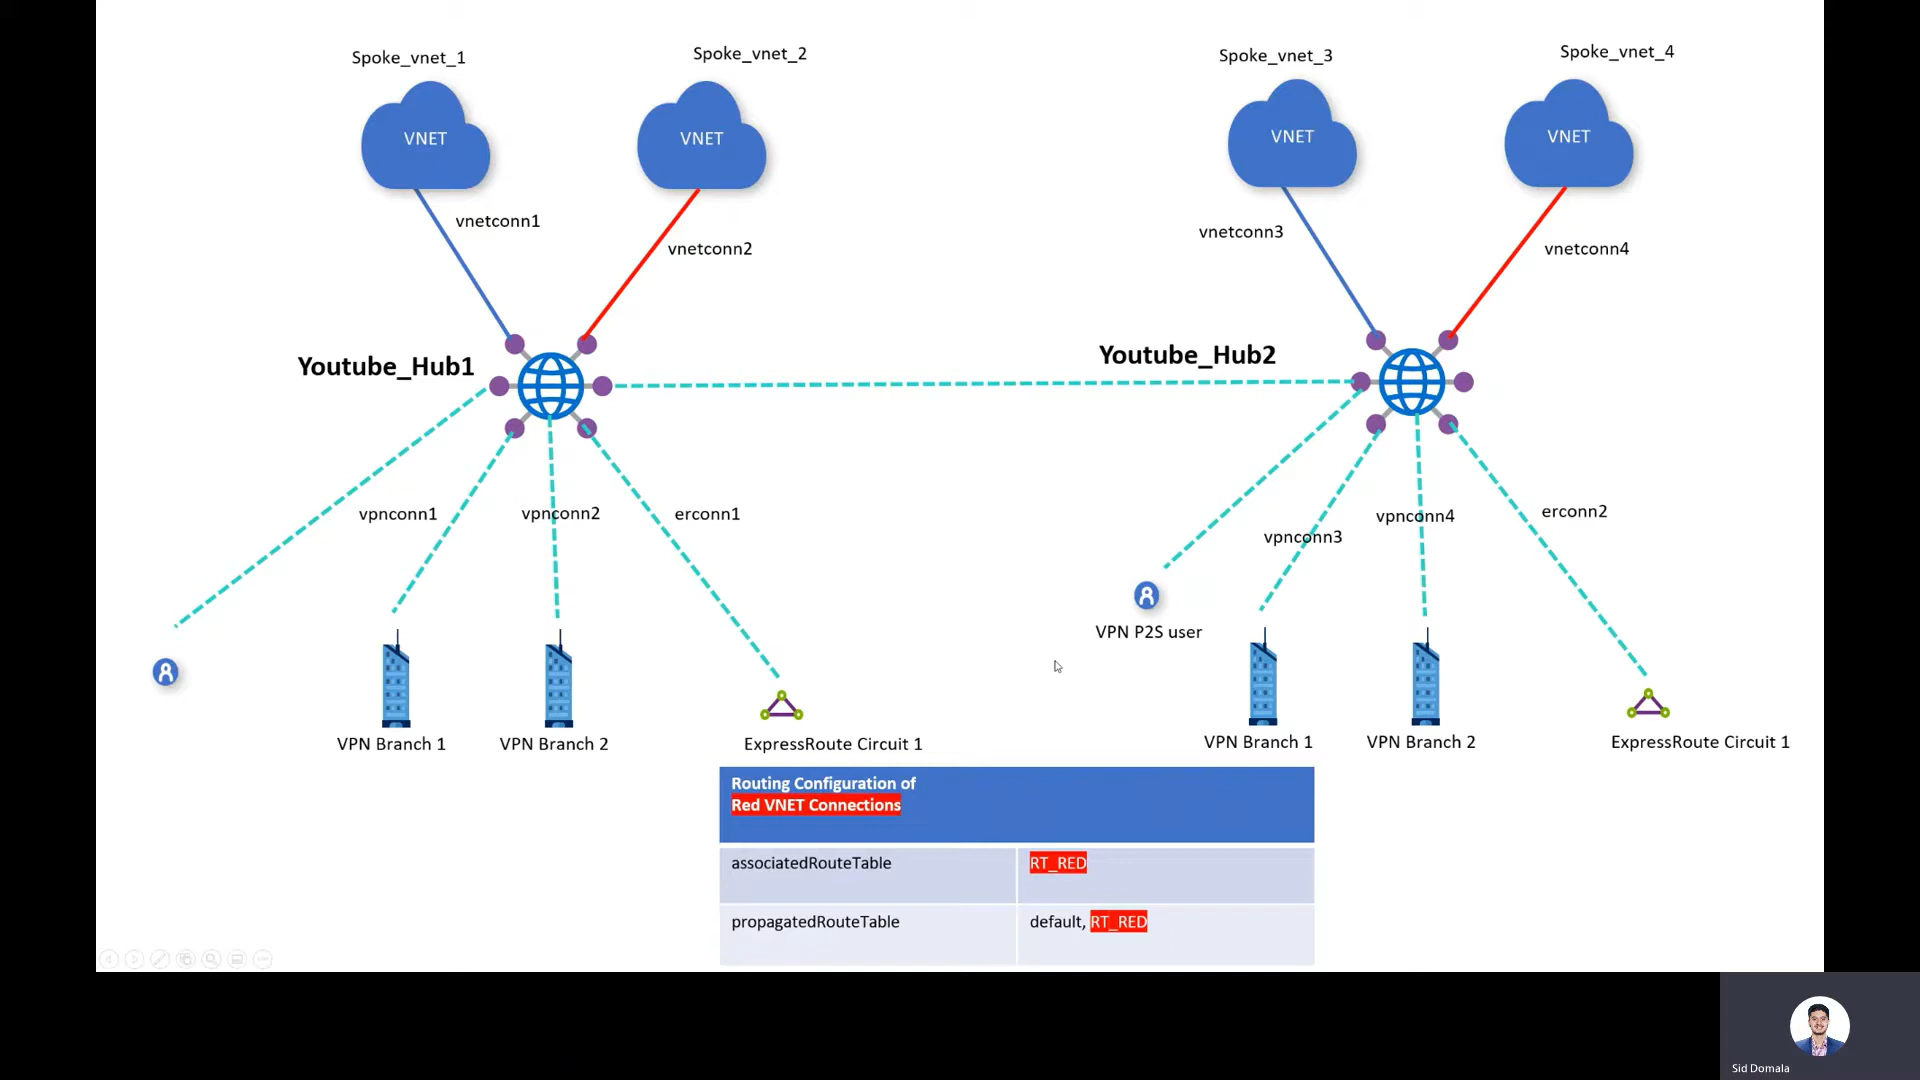 Spoke_vnet_1
Spoke_vnet_2
Spoke_vnet_3
Spoke_vnet_4
VNET
VNET
VNET
VNET
vnetconn1
vnetconn2
vnetconn3
vnetconn4
Youtube_Hub1
Youtube_Hub2
vpnconn1
vpnconn2
erconn1
vpnconn3
vpnconn4
erconn2
VPN P2S user
VPN Branch 1
VPN Branch 2
ExpressRoute Circuit 1
VPN Branch 1
VPN Branch 2
ExpressRoute Circuit 1
Routing Configuration of
Red VNET Connections
associatedRouteTable
RT_RED
propagatedRouteTable
default, RT_RED
Sid Domala